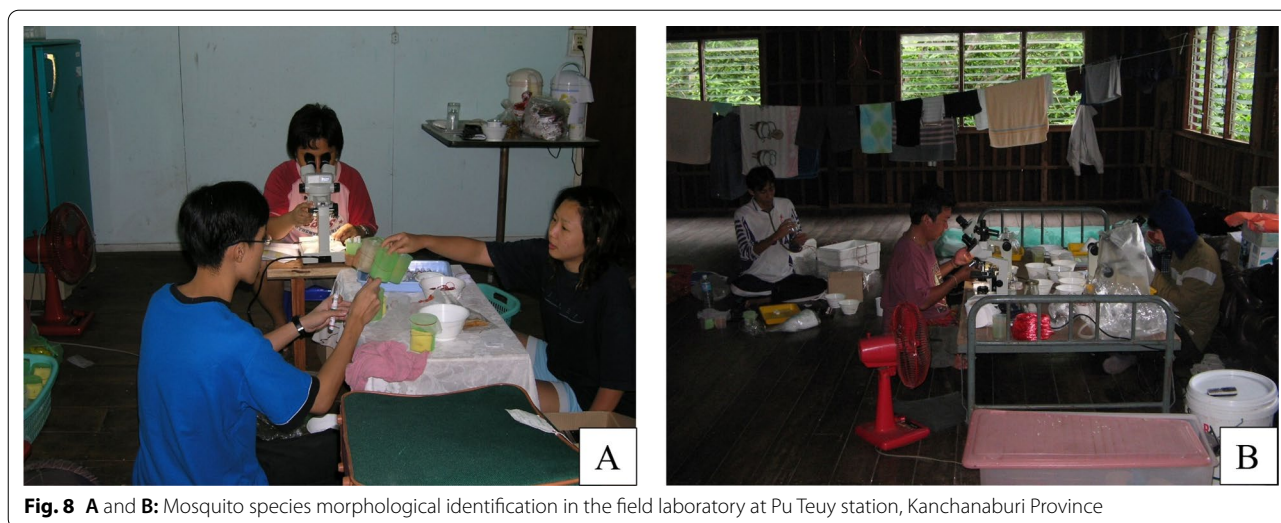 A
B
Fig. 8 A and B: Mosquito species morphological identification in the field laboratory at Pu Teuy station, Kanchanaburi Province